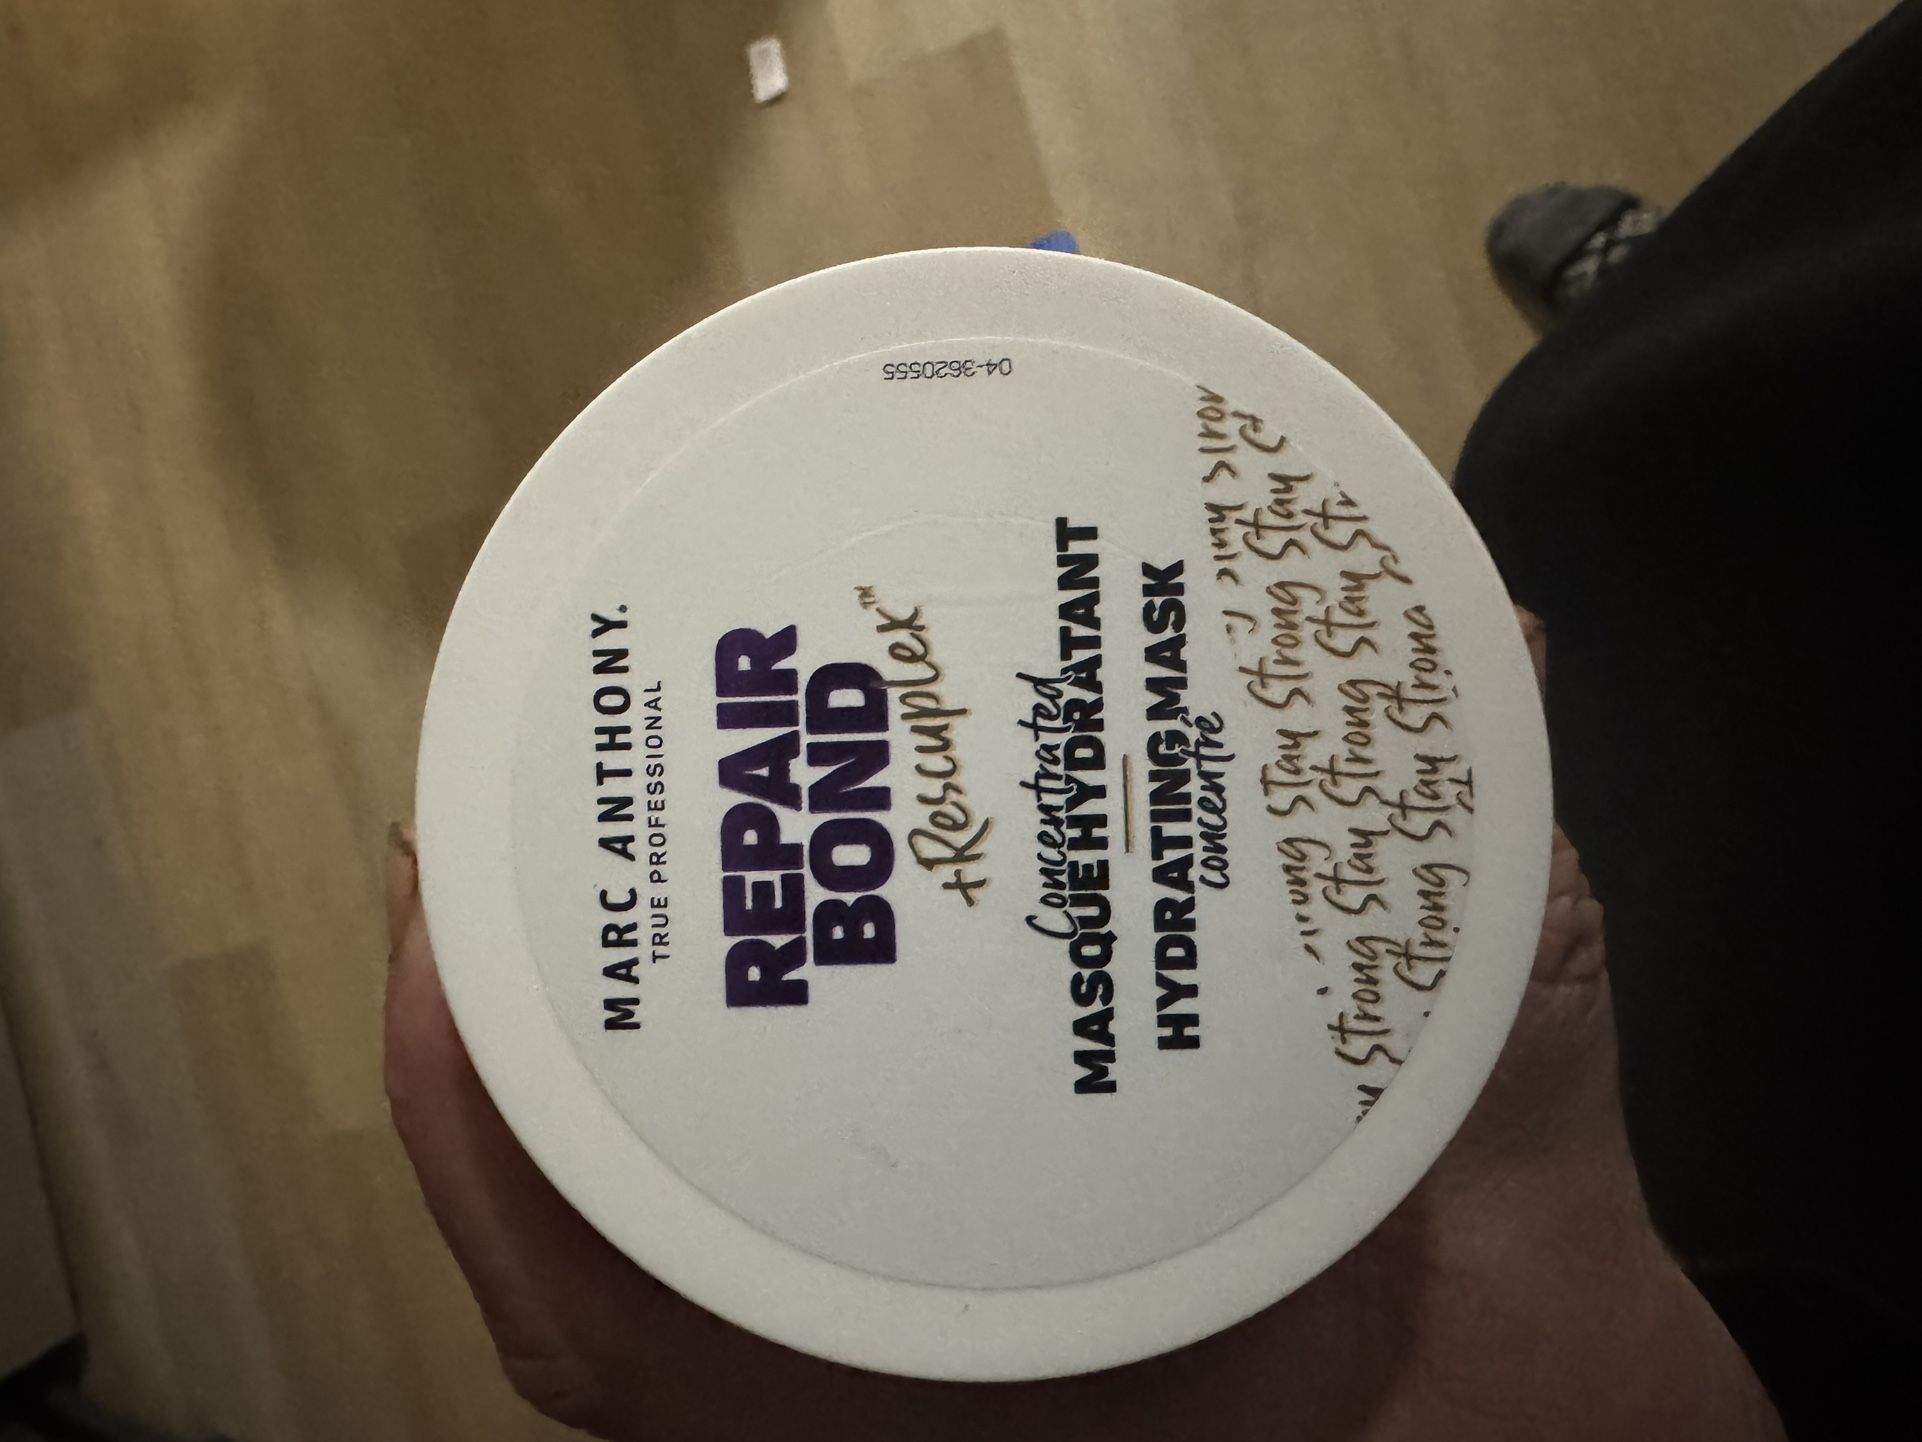 MARC ANTHONY.
TRUE PROFESSIONAL
REPAIR
BOND
+Rescuplex™
Concentrated
MASQUE HYDRATANT
HYDRATING MASK
concentré
Strong Stay Strong Stay
Strong Stay Strong Stay
Strong Stay Strong
04-3620555